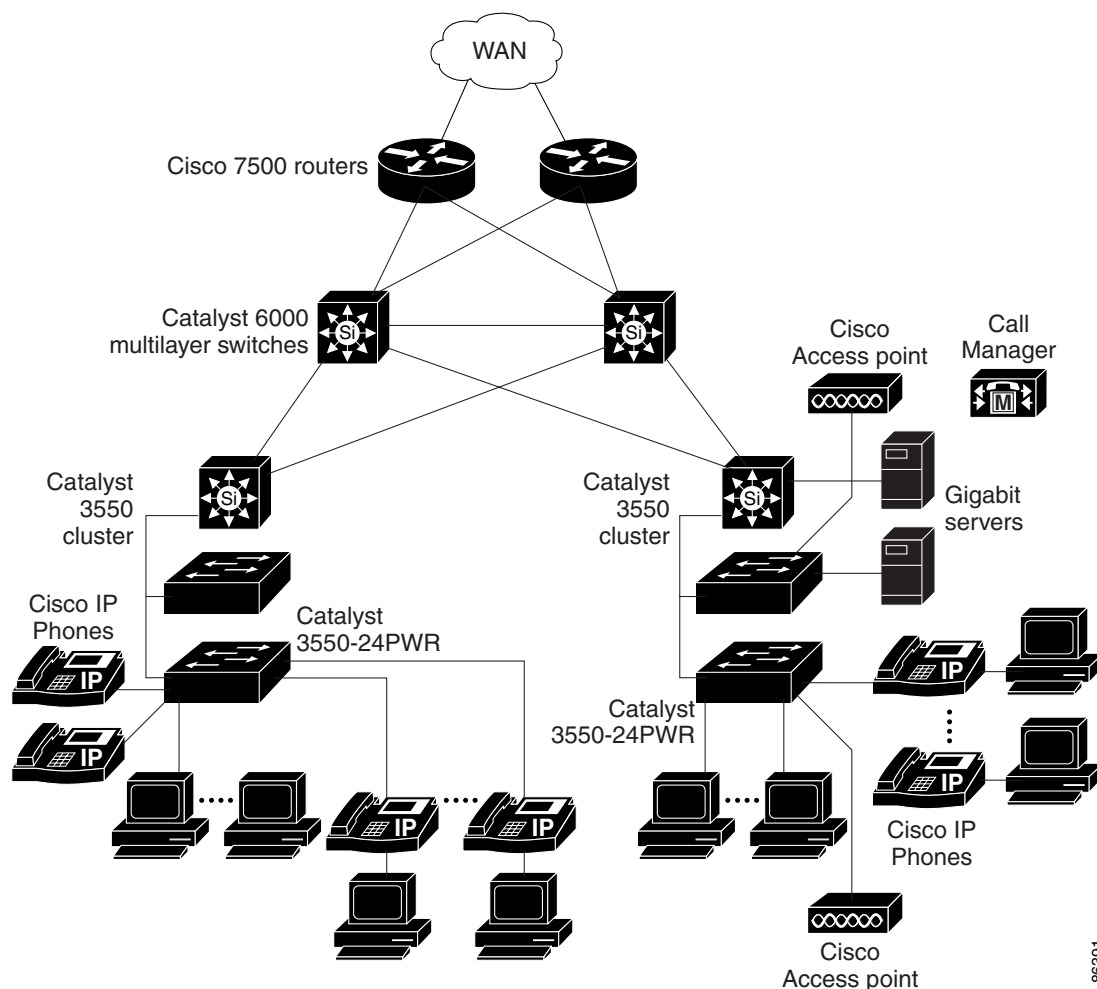 WAN
Cisco 7500 routers
Catalyst 6000
multilayer switches
Si
Si
Cisco
Access point
Call
Manager
M
Catalyst
3550
cluster
Si
Catalyst
3550
cluster
Si
Gigabit
servers
Cisco IP
Phones
Catalyst
3550-24PWR
IP
IP
IP
IP
Catalyst
3550-24PWR
IP
IP
Cisco IP
Phones
Cisco
Access point
86391